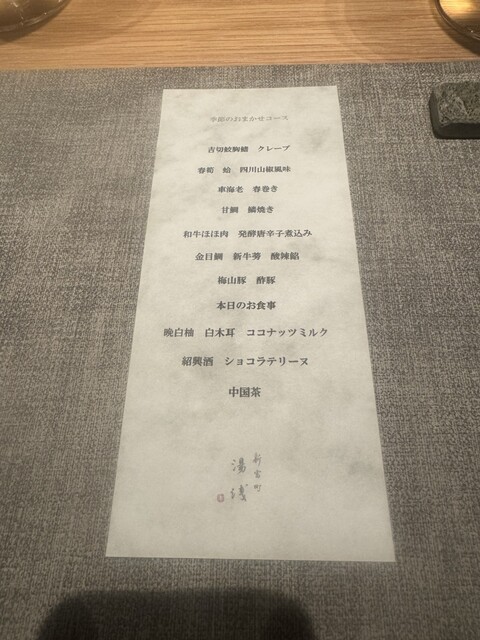 季節のおまかせコース
吉切鮫胸鰭　クレープ
春筍　蛤　四川山椒風味
車海老　春巻き
甘鯛　鱗焼き
和牛ほほ肉　発酵唐辛子煮込み
金目鯛　新牛蒡　酸辣餡
梅山豚　酢豚
本日のお食事
晩白柚　白木耳　ココナッツミルク
紹興酒　ショコラテリーヌ
中国茶
新富町
湯浅